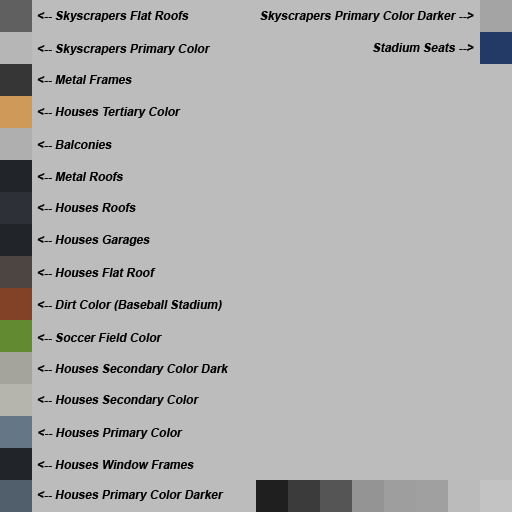 <-- Skyscrapers Flat Roofs
Skyscrapers Primary Color Darker -->
<-- Skyscrapers Primary Color
Stadium Seats -->
<-- Metal Frames
<-- Houses Tertiary Color
<-- Balconies
<-- Metal Roofs
<-- Houses Roofs
<-- Houses Garages
<-- Houses Flat Roof
<-- Dirt Color (Baseball Stadium)
<-- Soccer Field Color
<-- Houses Secondary Color Dark
<-- Houses Secondary Color
<-- Houses Primary Color
<-- Houses Window Frames
<-- Houses Primary Color Darker